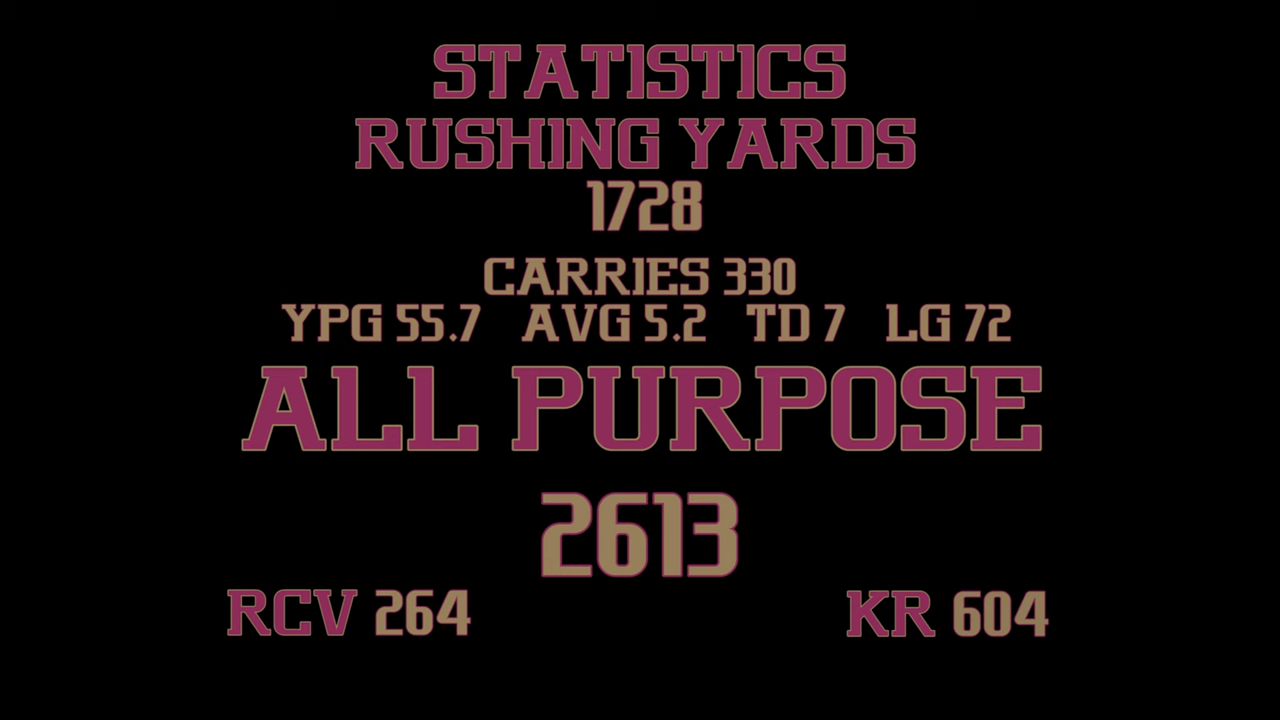 STATISTICS
RUSHING YARDS
1728
CARRIES 330
YPG 55.7 AVG 5.2 TD 7 LG 72
ALL PURPOSE
2613
RCV 264 KR 604